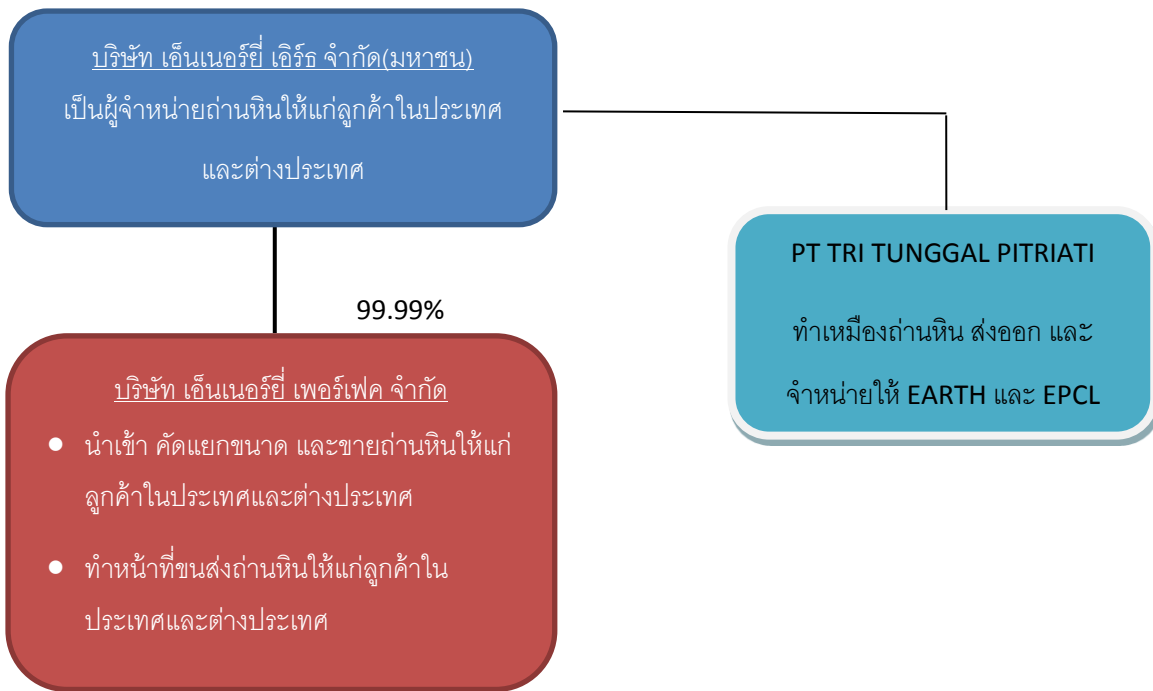 บริษัท เอ็นเนอร์ยี่ เอิร์ธ จำกัด(มหาชน)
เป็นผู้จำหน่ายถ่านหินให้แก่ลูกค้าในประเทศ
และต่างประเทศ
99.99%
PT TRI TUNGGAL PITRIATI
ทำเหมืองถ่านหิน ส่งออก และ
จำหน่ายให้ EARTH และ EPCL
บริษัท เอ็นเนอร์ยี่ เพอร์เฟค จำกัด
● นำเข้า คัดแยกขนาด และขายถ่านหินให้แก่
ลูกค้าในประเทศและต่างประเทศ
● ทำหน้าที่ขนส่งถ่านหินให้แก่ลูกค้าใน
ประเทศและต่างประเทศ